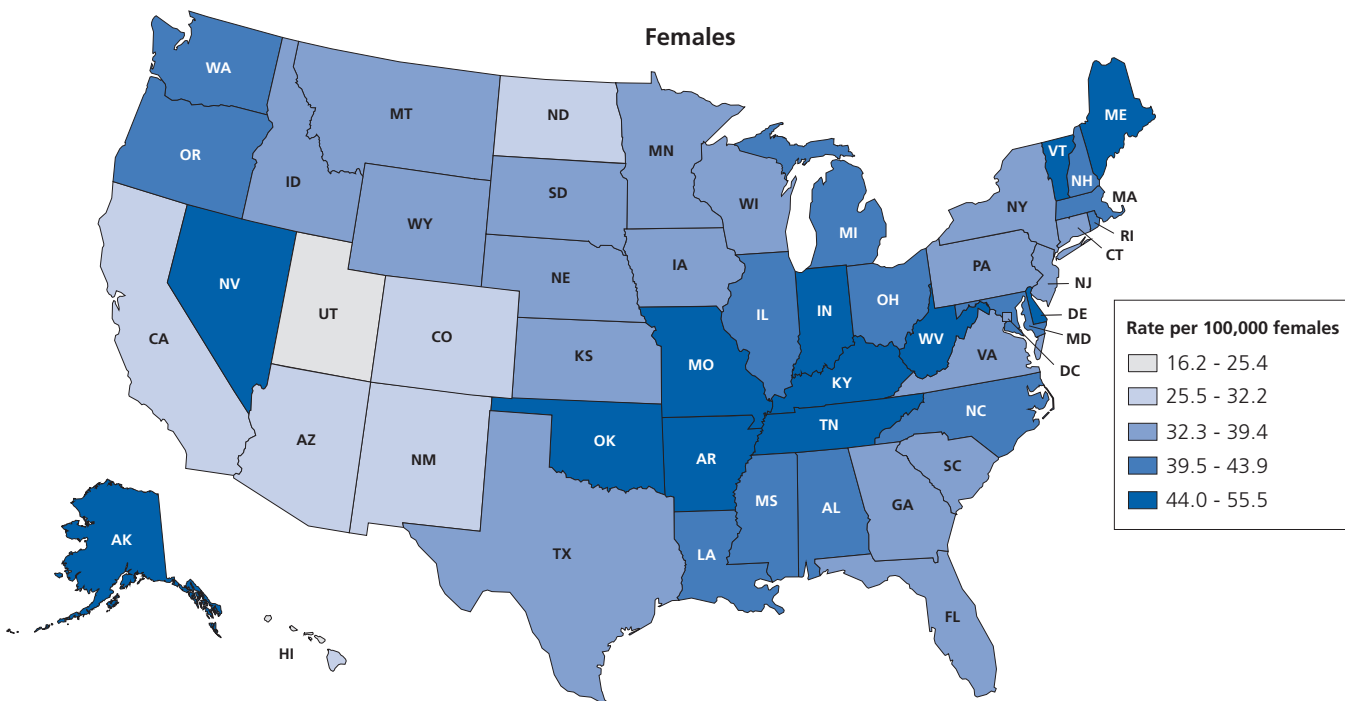 Females
WA
MT
ND
MN
ME
VT
OR
ID
SD
WI
NH
MA
NY
WY
MI
RI
CT
IA
PA
NE
NJ
NV
OH
IL
IN
DE
UT
CO
CA
WV
MD
VA
KS
MO
DC
KY
NC
TN
AZ
OK
NM
AR
SC
MS
AL
GA
AK
TX
LA
FL
HI
Rate per 100,000 females
16.2 - 25.4
25.5 - 32.2
32.3 - 39.4
39.5 - 43.9
44.0 - 55.5